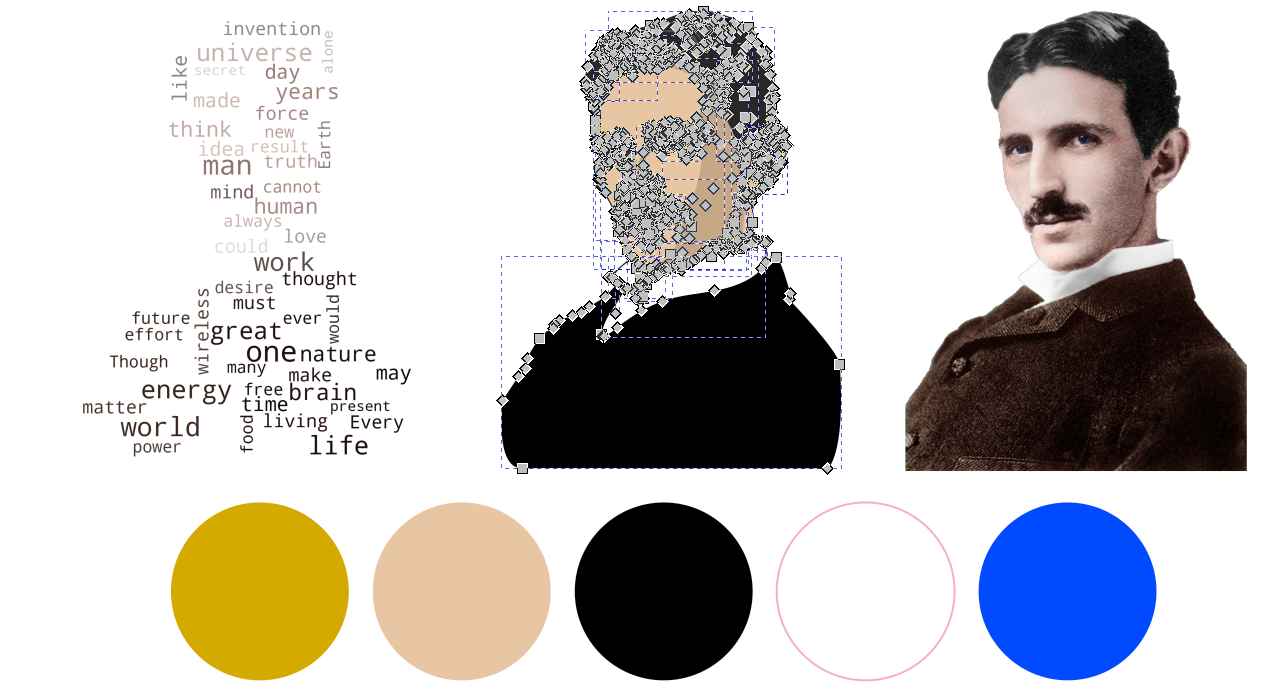 invention
alone
universe
like
secret
day
made
years
force
think
new
Earth
idea
result
man
truth
mind
cannot
human
always
love
could
work
thought
desire
wireless
must
would
future
ever
effort
great
one
nature
Though
many
make
may
energy
free
brain
matter
time
present
food
living
Every
world
power
life